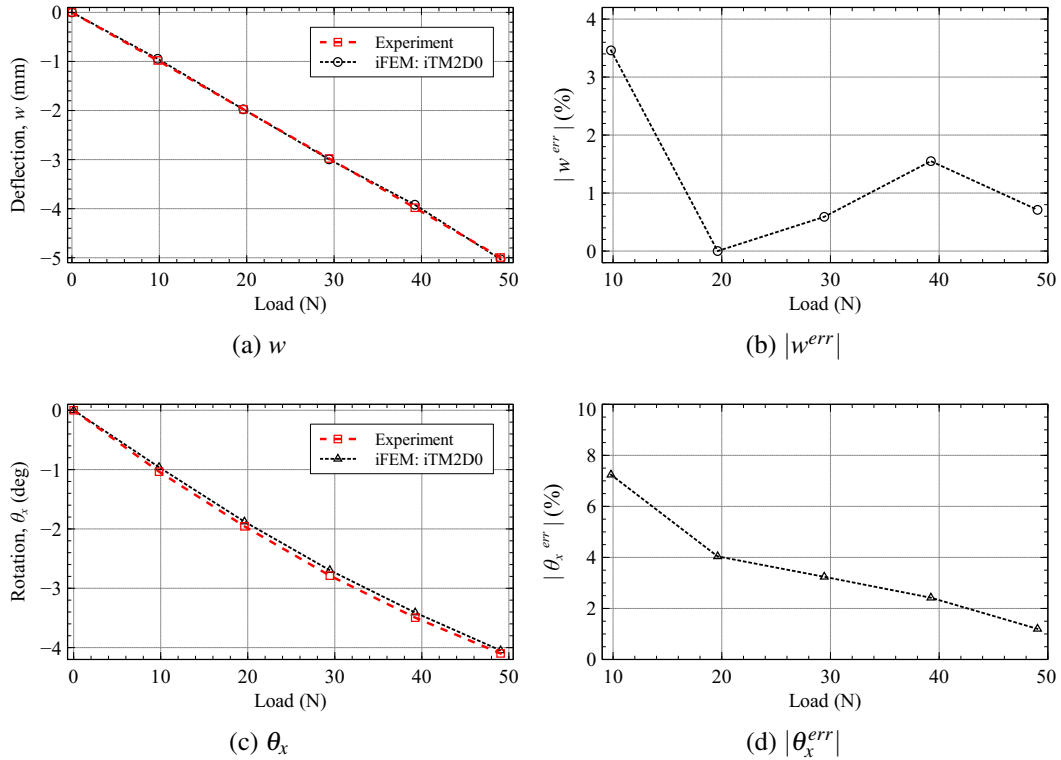 0
−1
−2
−3
−4
−5
Deflection, w (mm)
0 10 20 30 40 50
Load (N)
Experiment
iFEM: iTM2D0
(a) w
4
3
2
1
0
| w^err | (%)
10 20 30 40 50
Load (N)
(b) |w^err|
0
−1
−2
−3
−4
Rotation, θx (deg)
0 10 20 30 40 50
Load (N)
Experiment
iFEM: iTM2D0
(c) θx
10
8
6
4
2
0
| θx^err | (%)
10 20 30 40 50
Load (N)
(d) |θx^err|